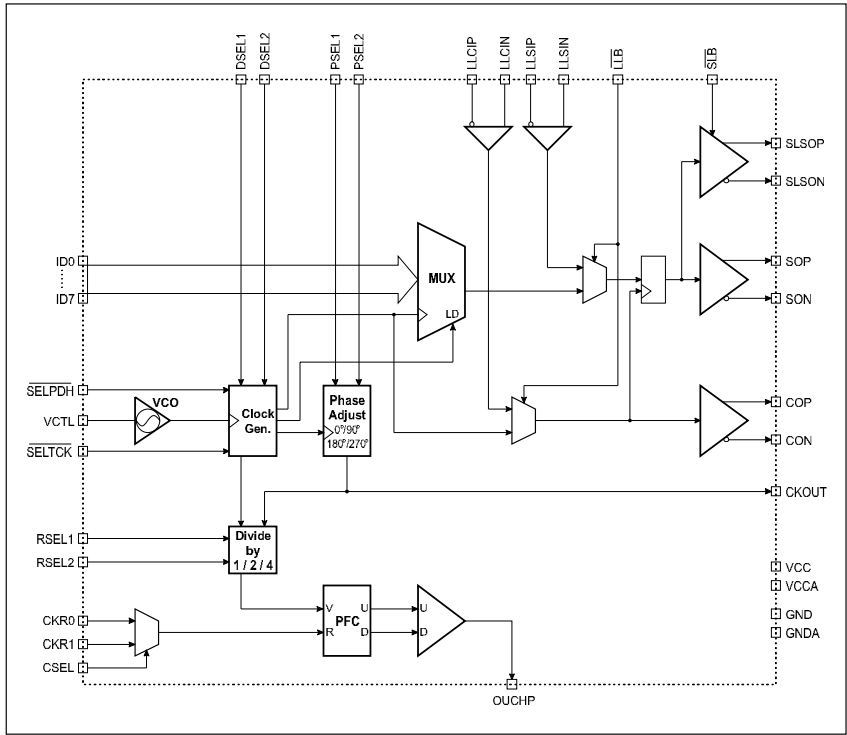 DSEL1
DSEL2
PSEL1
PSEL2
LLCIP
LLCIN
LLSIP
LLSIN
LLB
SLB
SLSOP
SLSON
ID0
ID7
MUX
LD
SOP
SON
SELPDH
VCTL
SELTCK
VCO
Clock
Gen.
Phase
Adjust
0°/90°
180°/270°
COP
CON
CKOUT
RSEL1
RSEL2
Divide
by
1 / 2 / 4
VCC
VCCA
GND
GNDA
CKR0
CKR1
CSEL
V U
PFC
R D
U
D
OUCHP